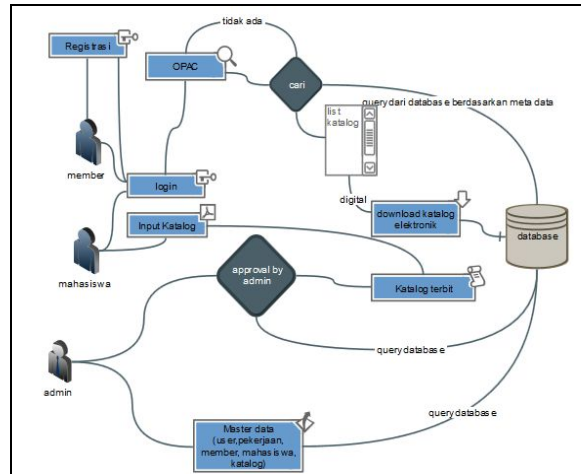 tidak ada
Registrasi
OPAC
cari
query dari database berdasarkan meta data
list
katalog
member
login
digital
download katalog
elektronik
database
Input Katalog
mahasiswa
approval by
admin
Katalog terbit
query database
admin
query database
Master data
(user,pekerjaan,
member, mahasiswa,
katalog)